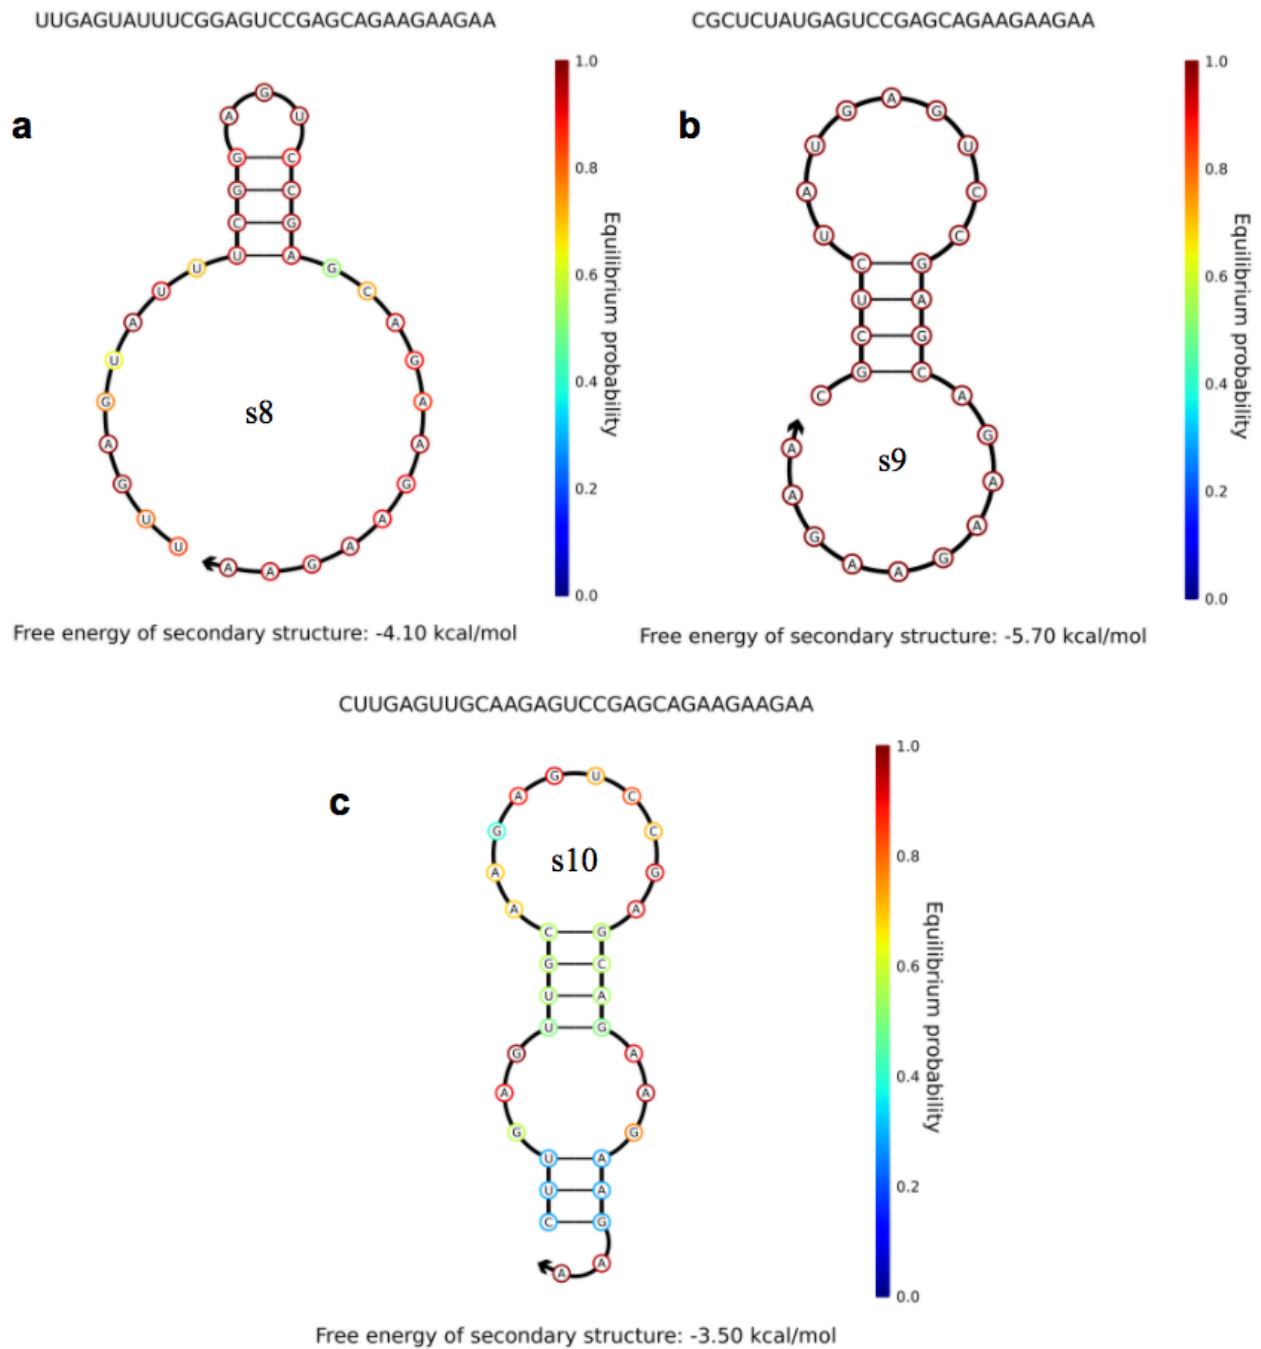 UUGAGUAUUUCGGAGUCCGAGCAGAAGAAGAA
a
U U G A G U A U U U C G G A G U C C G A G C A G A A G A A G A A
s8
1.0
0.8
0.6
0.4
0.2
0.0
Equilibrium probability
Free energy of secondary structure: -4.10 kcal/mol
CGCUCUAUGAGUCCGAGCAGAAGAAGAA
b
C G C U C U A U G A G U C C G A G C A G A A G A A G A A
s9
1.0
0.8
0.6
0.4
0.2
0.0
Equilibrium probability
Free energy of secondary structure: -5.70 kcal/mol
CUUGAGUUGCAAGAGUCCGAGCAGAAGAAGAA
c
C U U G A G U U G C A A G A G U C C G A G C A G A A G A A G A A
s10
1.0
0.8
0.6
0.4
0.2
0.0
Equilibrium probability
Free energy of secondary structure: -3.50 kcal/mol